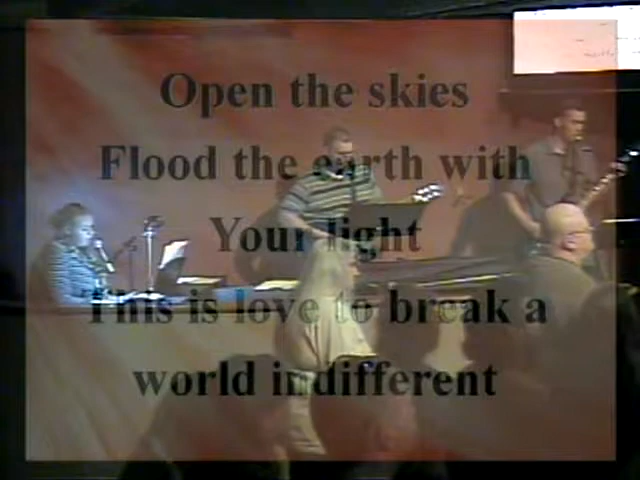 Open the skies
Flood the earth with
Your light
This is love to break a
world indifferent